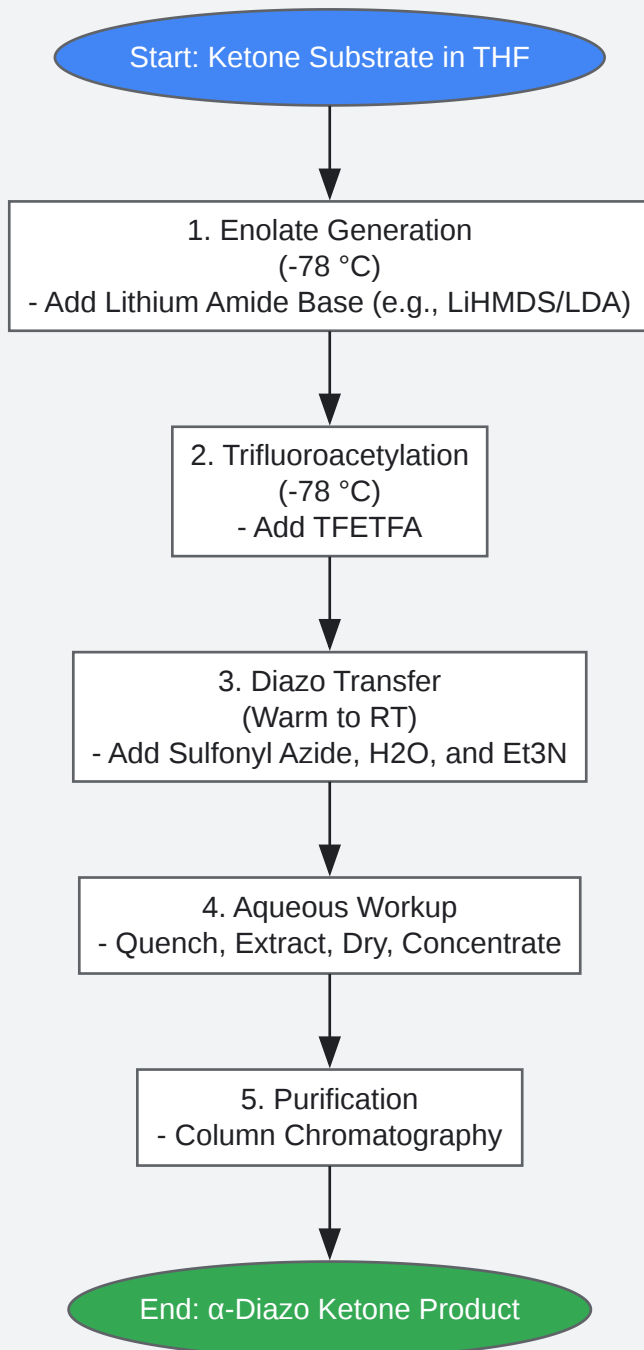 Start: Ketone Substrate in THF
1. Enolate Generation
(-78 °C)
- Add Lithium Amide Base (e.g., LiHMDS/LDA)
2. Trifluoroacetylation
(-78 °C)
- Add TFETFA
3. Diazo Transfer
(Warm to RT)
- Add Sulfonyl Azide, H2O, and Et3N
4. Aqueous Workup
- Quench, Extract, Dry, Concentrate
5. Purification
- Column Chromatography
End: α-Diazo Ketone Product